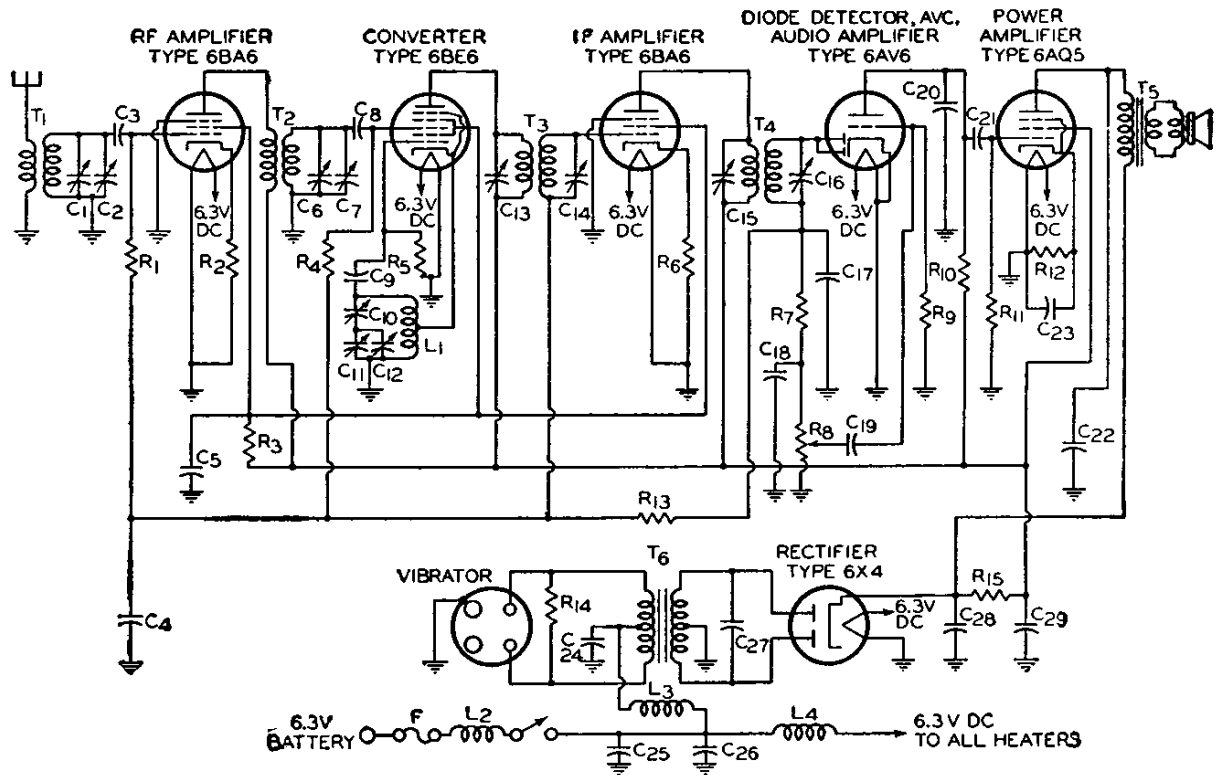 RF AMPLIFIER
TYPE 6BA6
CONVERTER
TYPE 6BE6
IF AMPLIFIER
TYPE 6BA6
DIODE DETECTOR, AVC,
AUDIO AMPLIFIER
TYPE 6AV6
POWER
AMPLIFIER
TYPE 6AQ5
T1
C3
T2
C8
T3
T4
C20
C21
T5
C1
C2
6.3V
DC
C6
C7
6.3V
DC
C13
C14
6.3V
DC
C15
C16
6.3V
DC
6.3V
DC
R1
R2
R4
R5
C9
R6
C17
R10
R12
C10
L1
C11
C12
R7
R9
R11
C23
C18
R3
C5
R8
C19
C22
R13
VIBRATOR
T6
RECTIFIER
TYPE 6X4
R15
R14
C4
C
24
C27
6.3V
DC
C28
C29
L3
6.3V
BATTERY
F
L2
L4
6.3V DC
TO ALL HEATERS
C25
C26